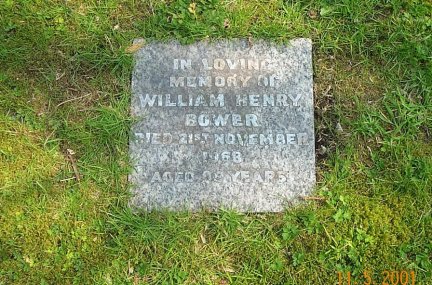 IN LOVING
MEMORY OF
WILLIAM HENRY
BOWER
DIED 21ST NOVEMBER
1968
AGED YEARS
11 5 2001